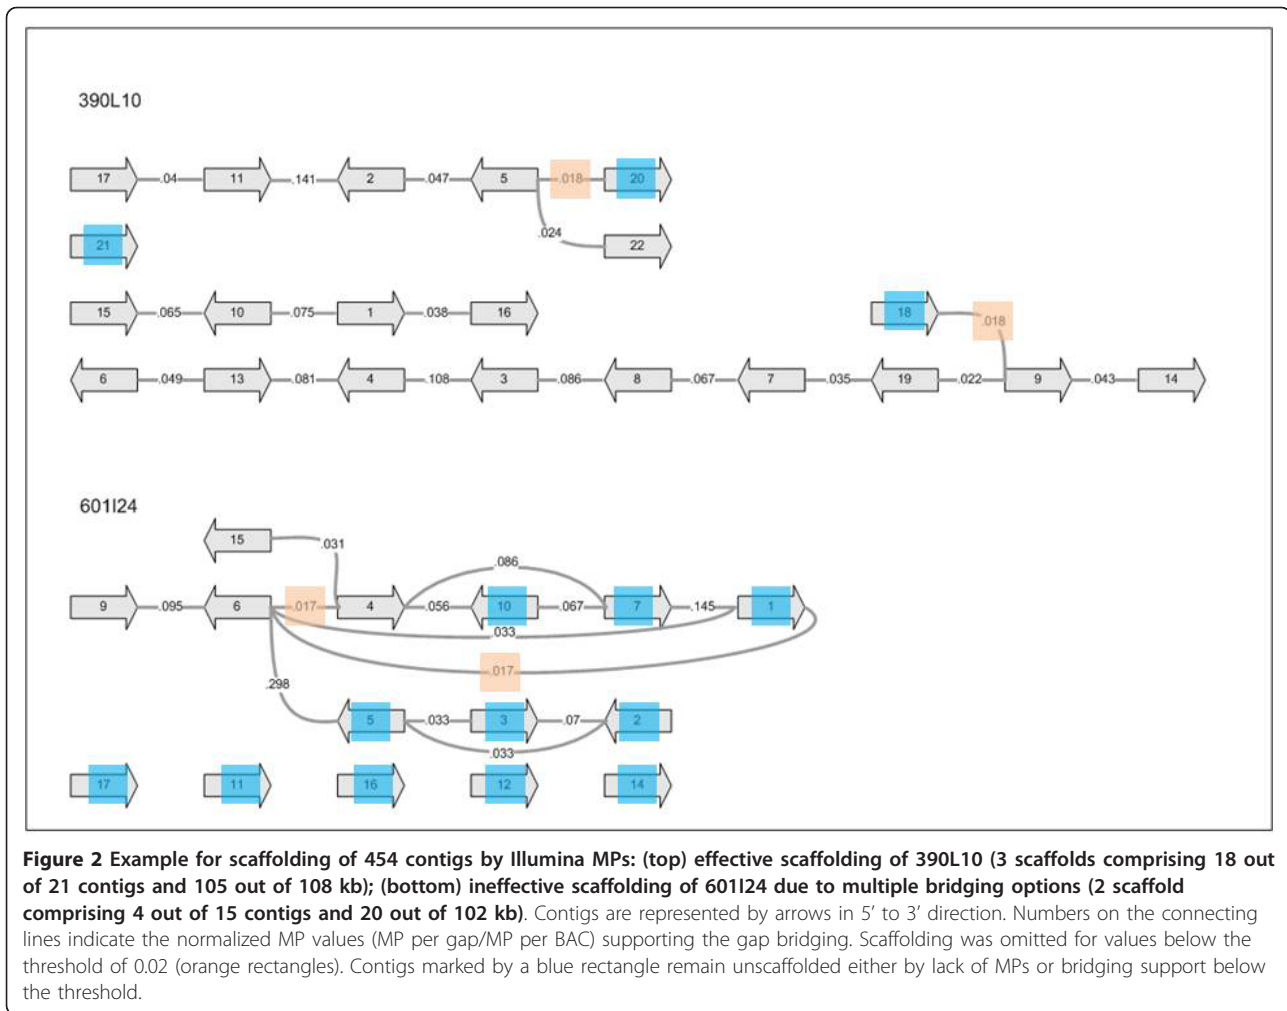 390L10
17 .04 11 .141 2 .047 5 .018 20
21 .024 22
15 .065 10 .075 1 .038 16 18 .018
6 .049 13 .081 4 .108 3 .086 8 .067 7 .035 19 .022 9 .043 14
601I24
15 .031
.086
9 .095 6 .017 4 .056 10 .067 7 .145 1
.033
.017
.298
5 .033 3 .07 2
.033
17 11 16 12 14
Figure 2 Example for scaffolding of 454 contigs by Illumina MPs: (top) effective scaffolding of 390L10 (3 scaffolds comprising 18 out
of 21 contigs and 105 out of 108 kb); (bottom) ineffective scaffolding of 601I24 due to multiple bridging options (2 scaffold
comprising 4 out of 15 contigs and 20 out of 102 kb). Contigs are represented by arrows in 5’ to 3’ direction. Numbers on the connecting
lines indicate the normalized MP values (MP per gap/MP per BAC) supporting the gap bridging. Scaffolding was omitted for values below the
threshold of 0.02 (orange rectangles). Contigs marked by a blue rectangle remain unscaffolded either by lack of MPs or bridging support below
the threshold.